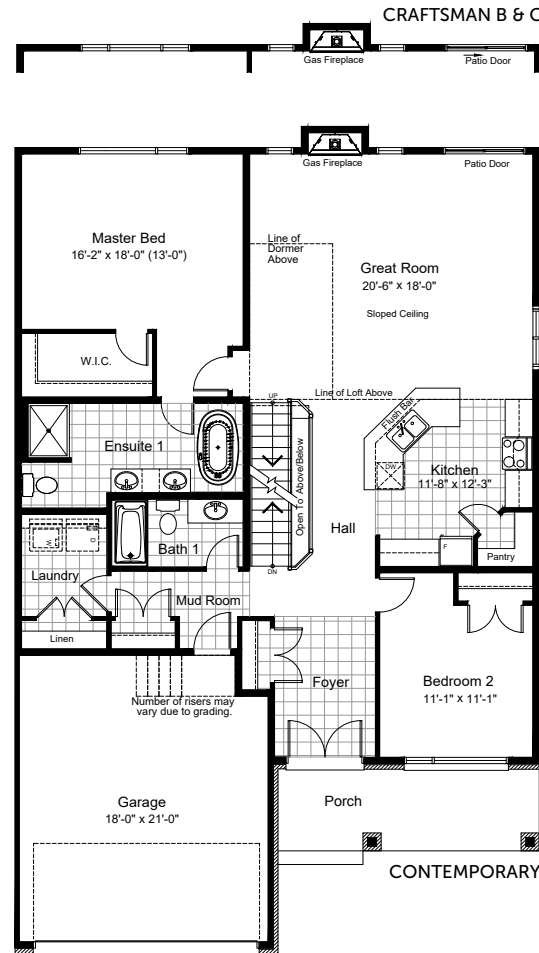 CRAFTSMAN B & C
Gas Fireplace
Patio Door
Gas Fireplace
Patio Door
Master Bed
16'-2" x 18'-0" (13'-0")
Line of
Dormer
Above
Great Room
20'-6" x 18'-0"
Sloped Ceiling
W.I.C.
Line of Loft Above
UP
Flush Bar
Ensuite 1
Open To Above/Below
DW
Kitchen
11'-8" x 12'-3"
Hall
W
D
Bath 1
F
Pantry
Laundry
DN
Mud Room
Linen
Foyer
Bedroom 2
11'-1" x 11'-1"
Number of risers may
vary due to grading.
Garage
18'-0" x 21'-0"
Porch
CONTEMPORARY